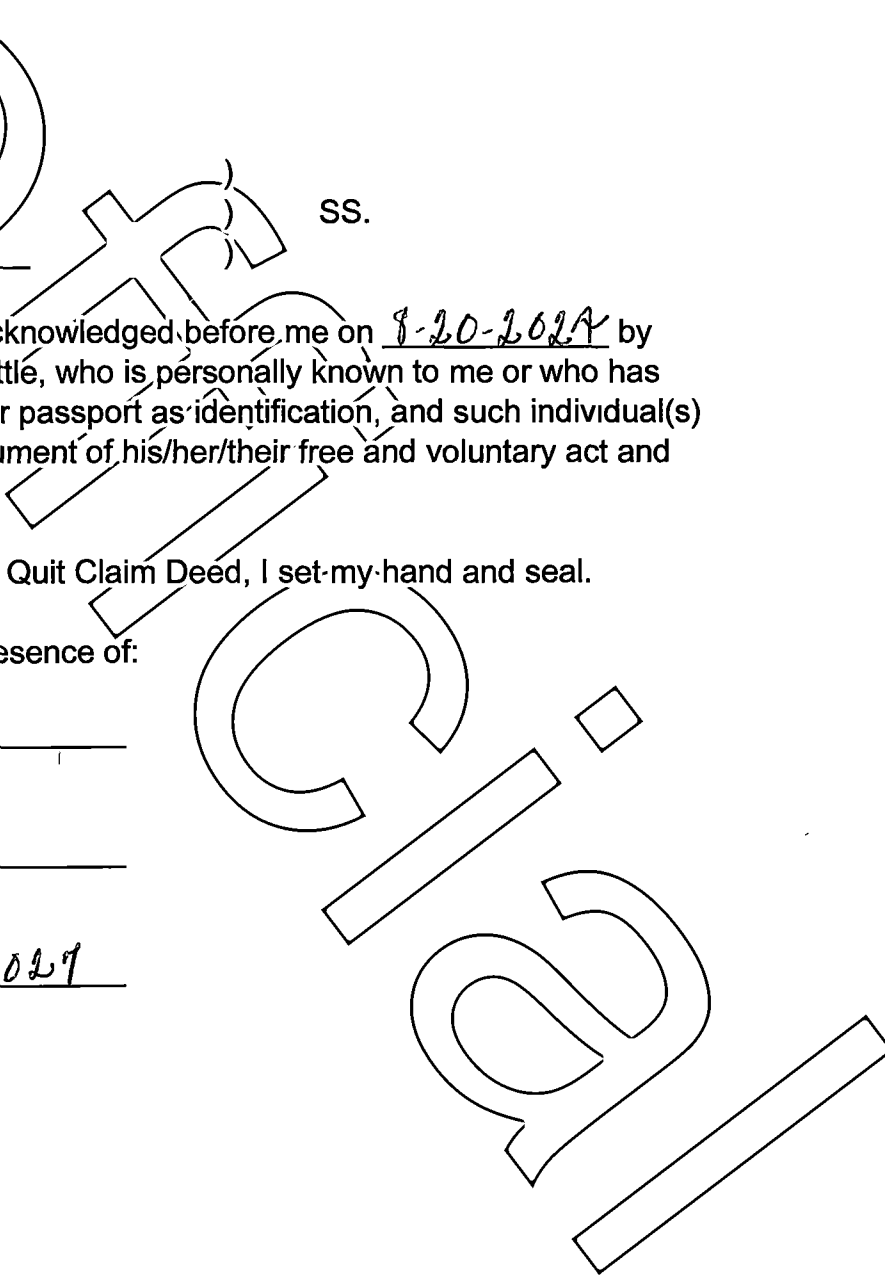 )
) SS.
)
cknowledged before me on 8-20-2024 by
ttle, who is personally known to me or who has
r passport as identification, and such individual(s)
ument of his/her/their free and voluntary act and
Quit Claim Deed, I set my hand and seal.
esence of:
027
ficial